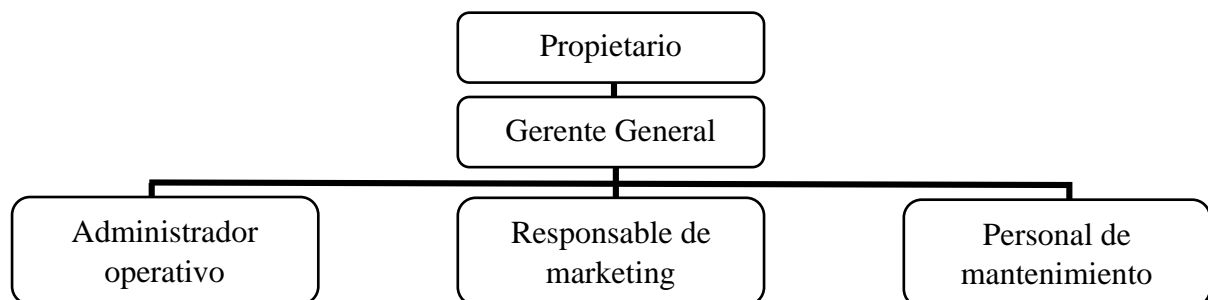 Propietario
Gerente General
Administrador
operativo
Responsable de
marketing
Personal de
mantenimiento